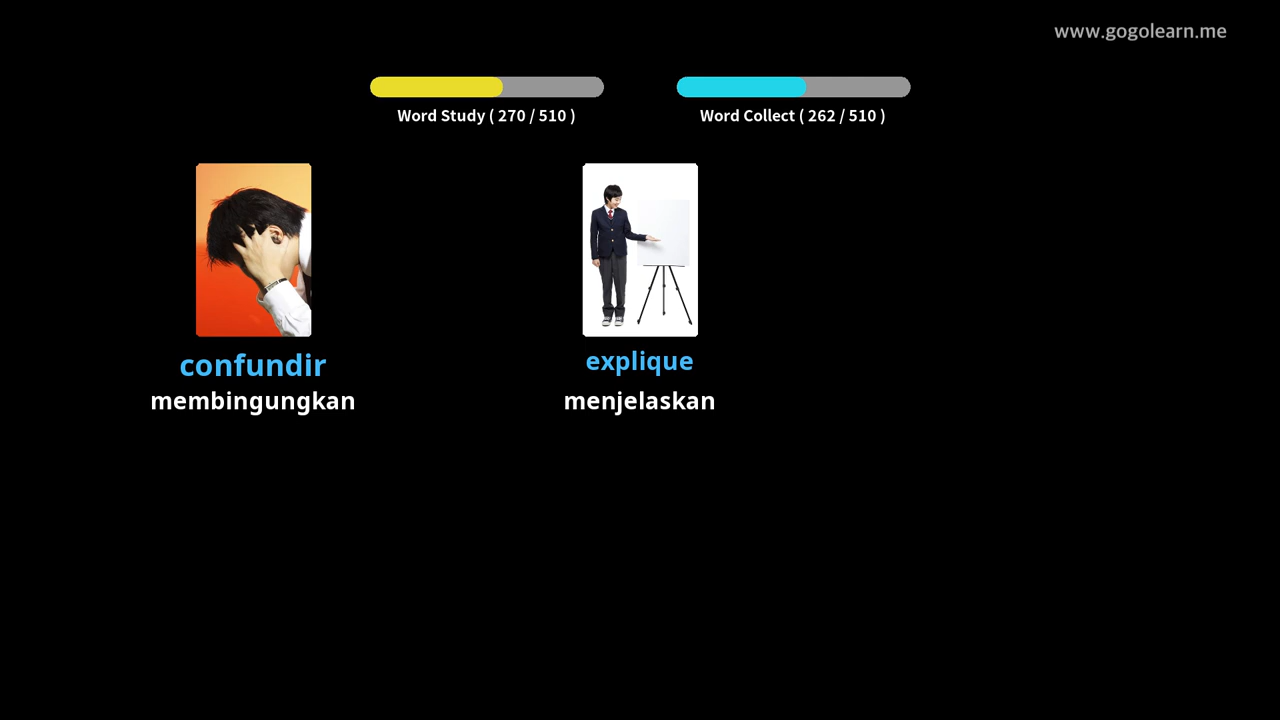 www.gogolearn.me
Word Study ( 270 / 510 )
Word Collect ( 262 / 510 )
confundir
membingungkan
explique
menjelaskan